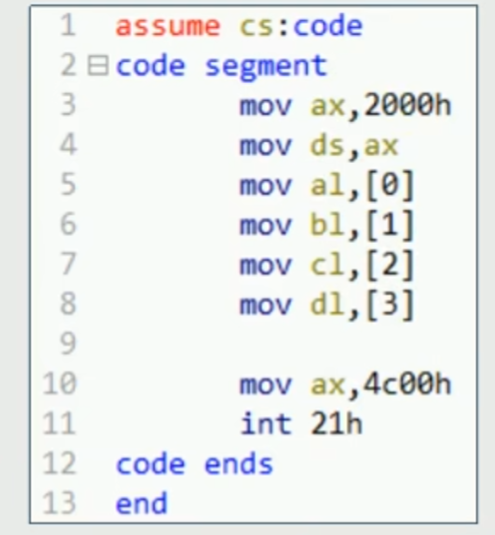 1 assume cs:code
2 code segment
3 mov ax,2000h
4 mov ds,ax
5 mov al,[0]
6 mov bl,[1]
7 mov cl,[2]
8 mov dl,[3]
9
10 mov ax,4c00h
11 int 21h
12 code ends
13 end